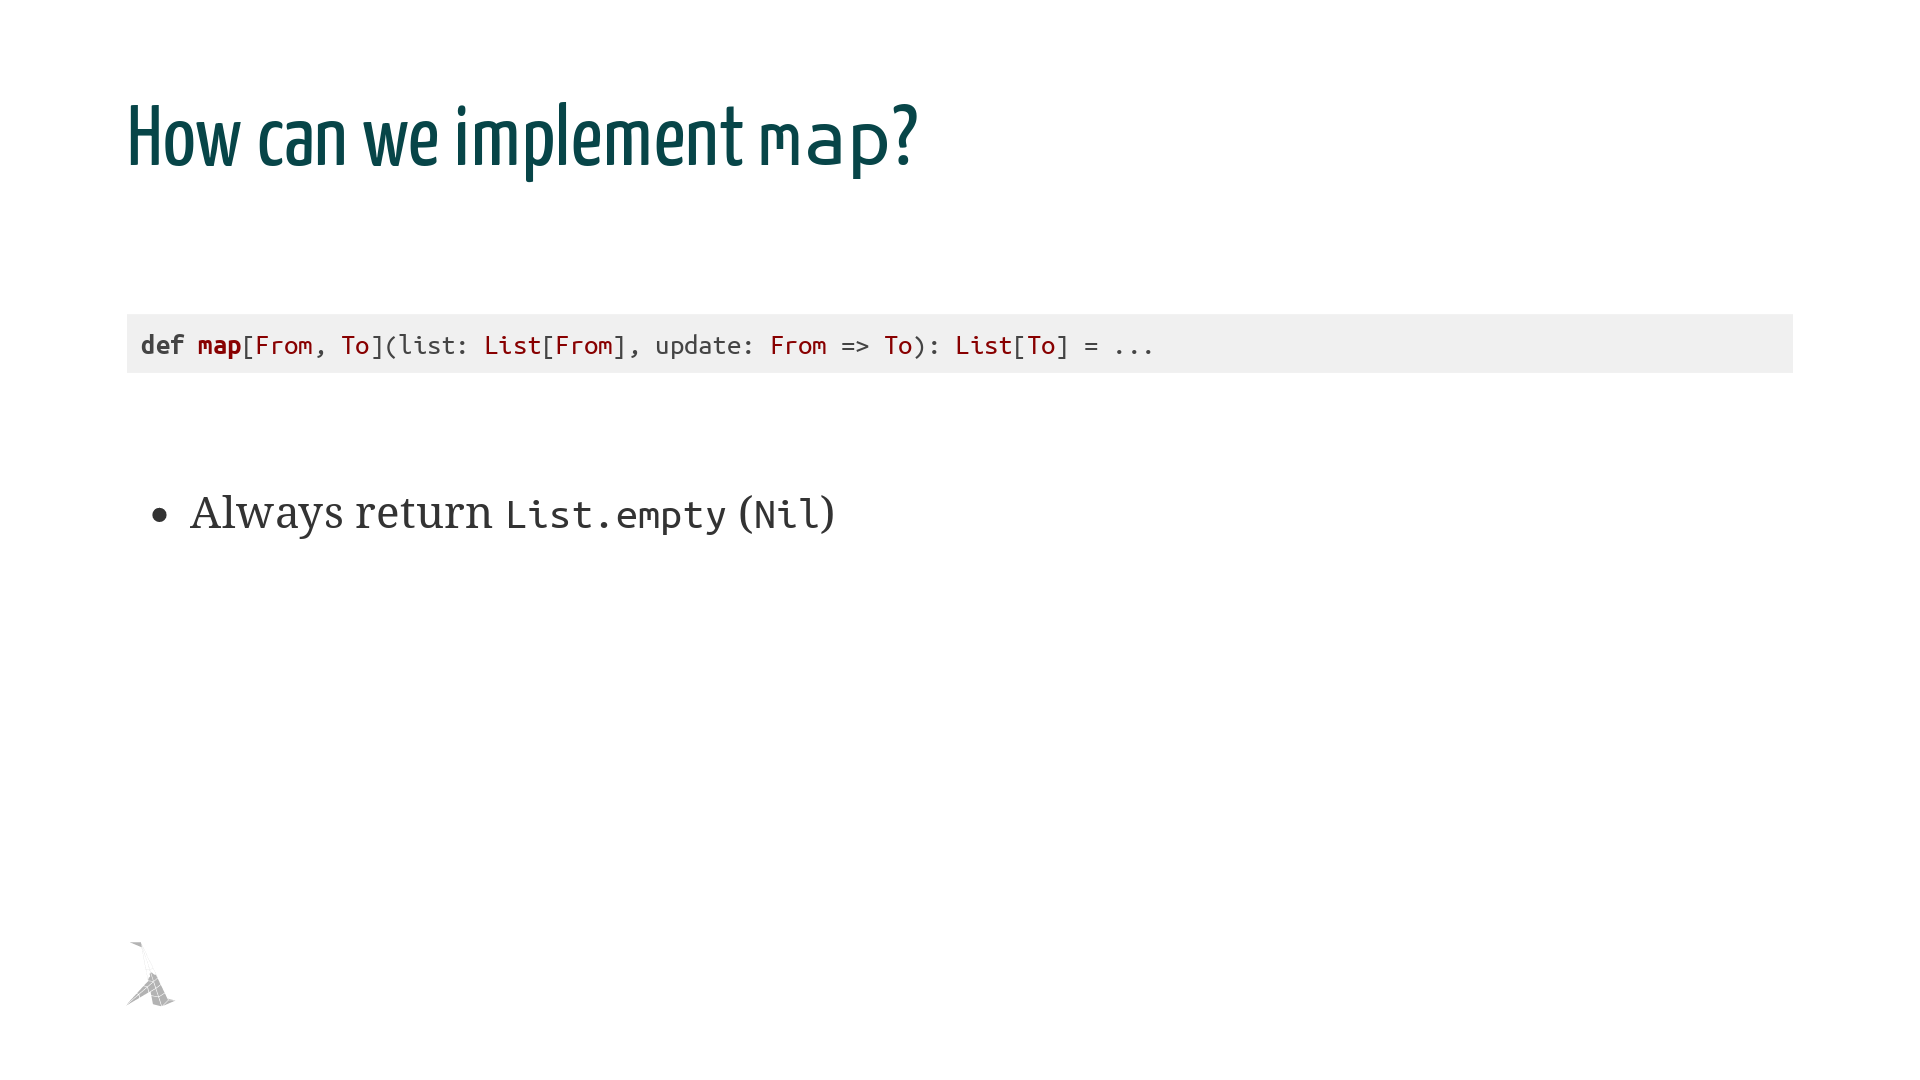 How can we implement map?
def map[From, To](list: List[From], update: From => To): List[To] = ...
• Always return List.empty (Nil)